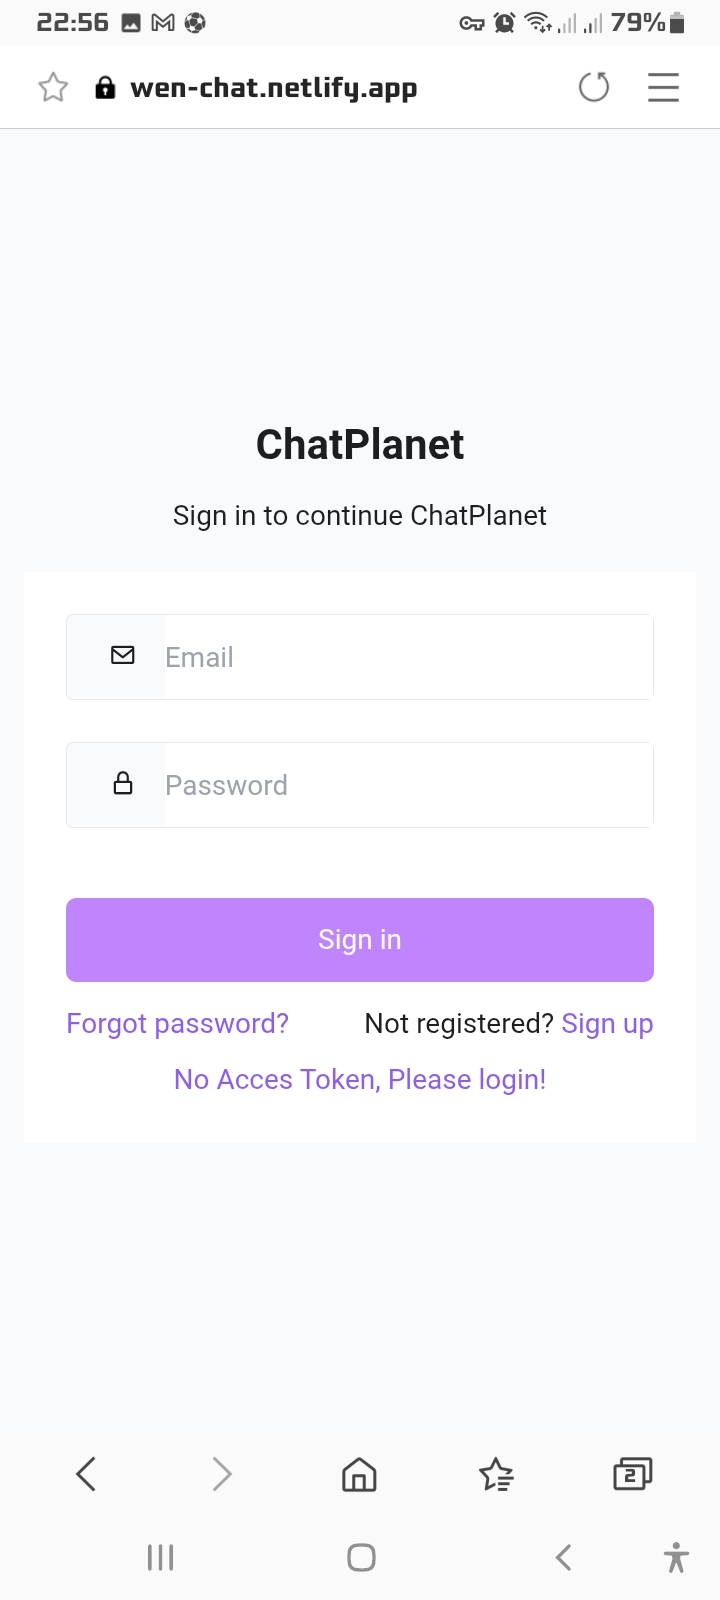 22:56
79%
wen-chat.netlify.app
ChatPlanet
Sign in to continue ChatPlanet
Email
Password
Sign in
Forgot password? Not registered? Sign up
No Acces Token, Please login!
2